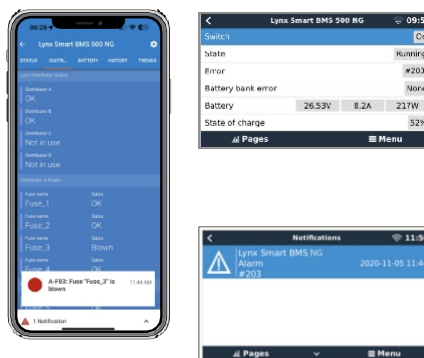 09:28
Lynx Smart BMS 500 NG
STATUS DISTR... BATTERY HISTORY TRENDS
Lynx Distributor Status
Distributor A
OK
Distributor B
OK
Distributor C
Not in use
Distributor D
Not in use
Distributor A Fuses
Fuse name Status
Fuse_1 OK
Fuse name Status
Fuse_2 OK
Fuse name Status
Fuse_3 Blown
Fuse name Status
Fuse_4 OK
A-F03: Fuse "Fuse_3" is 11:44 AM
blown
1 Notification
Lynx Smart BMS 500 NG 09:5
Switch On
State Running
Error #203
Battery bank error None
Battery 26.53V 8.2A 217W
State of charge 52%
Pages Menu
Notifications 11:5
Lynx Smart BMS NG
Alarm 2020-11-05 11:4
#203
Pages Menu